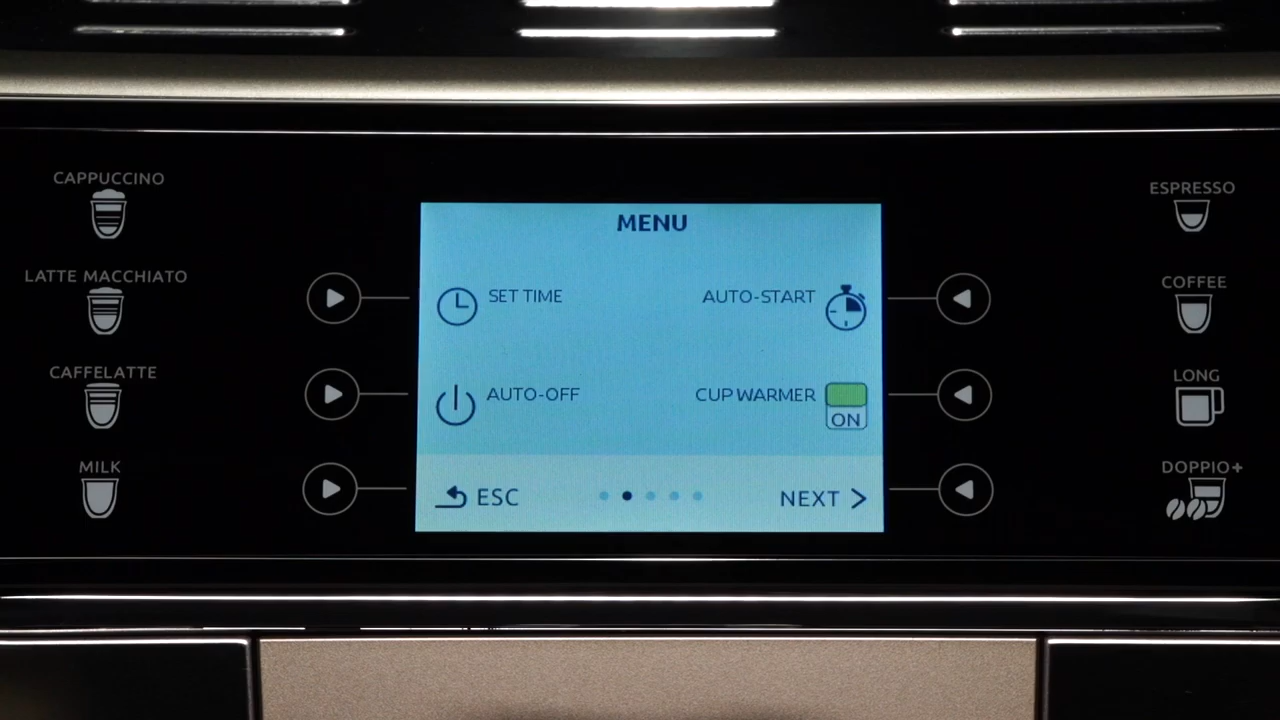 CAPPUCCINO
LATTE MACCHIATO
CAFFELATTE
MILK
MENU
SET TIME
AUTO-START
AUTO-OFF
CUP WARMER
ON
ESC
NEXT >
ESPRESSO
COFFEE
LONG
DOPPIO+